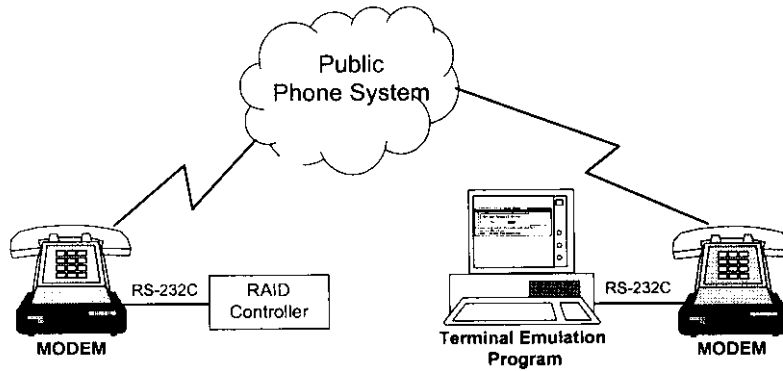 Public
Phone System
RS-232C
RAID
Controller
MODEM
RS-232C
Terminal Emulation
Program
MODEM